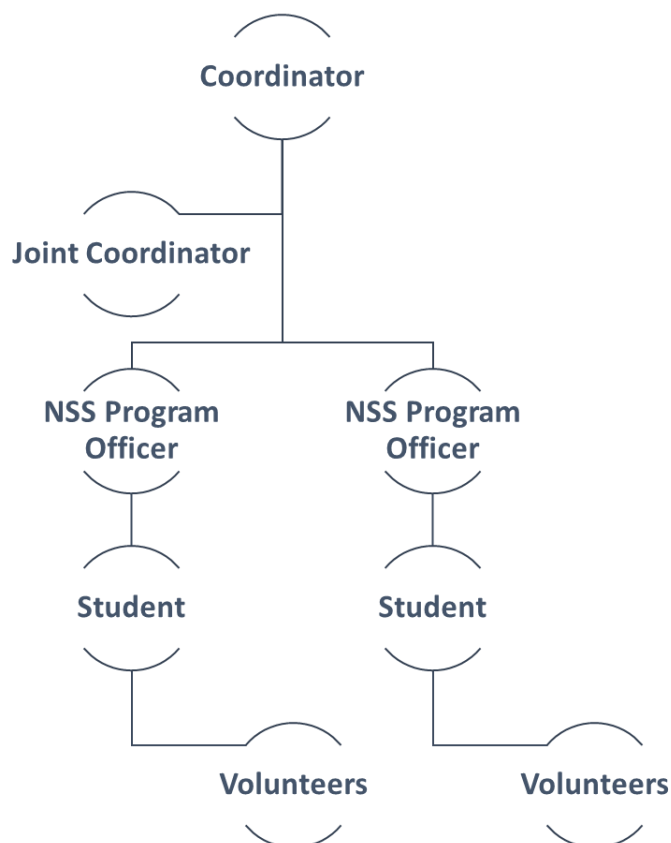 Coordinator
Joint Coordinator
NSS Program
Officer
NSS Program
Officer
Student
Student
Volunteers
Volunteers